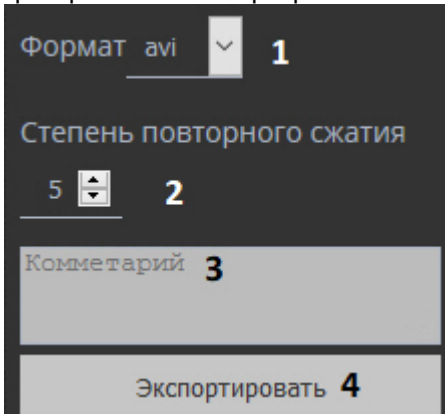 Формат avi 1
Степень повторного сжатия
5 2
Комметарий 3
Экспортировать 4